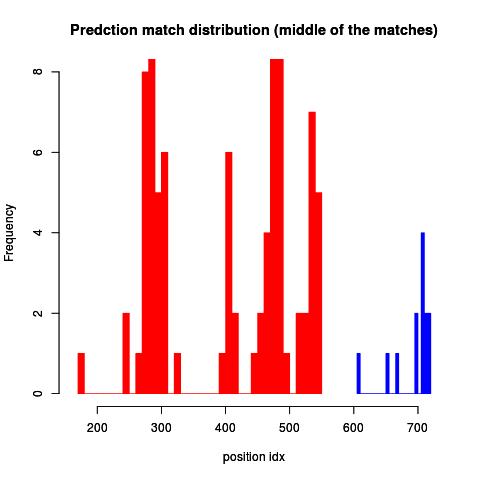 Predction match distribution (middle of the matches)
8
6
4
2
0
Frequency
200 300 400 500 600 700
position idx